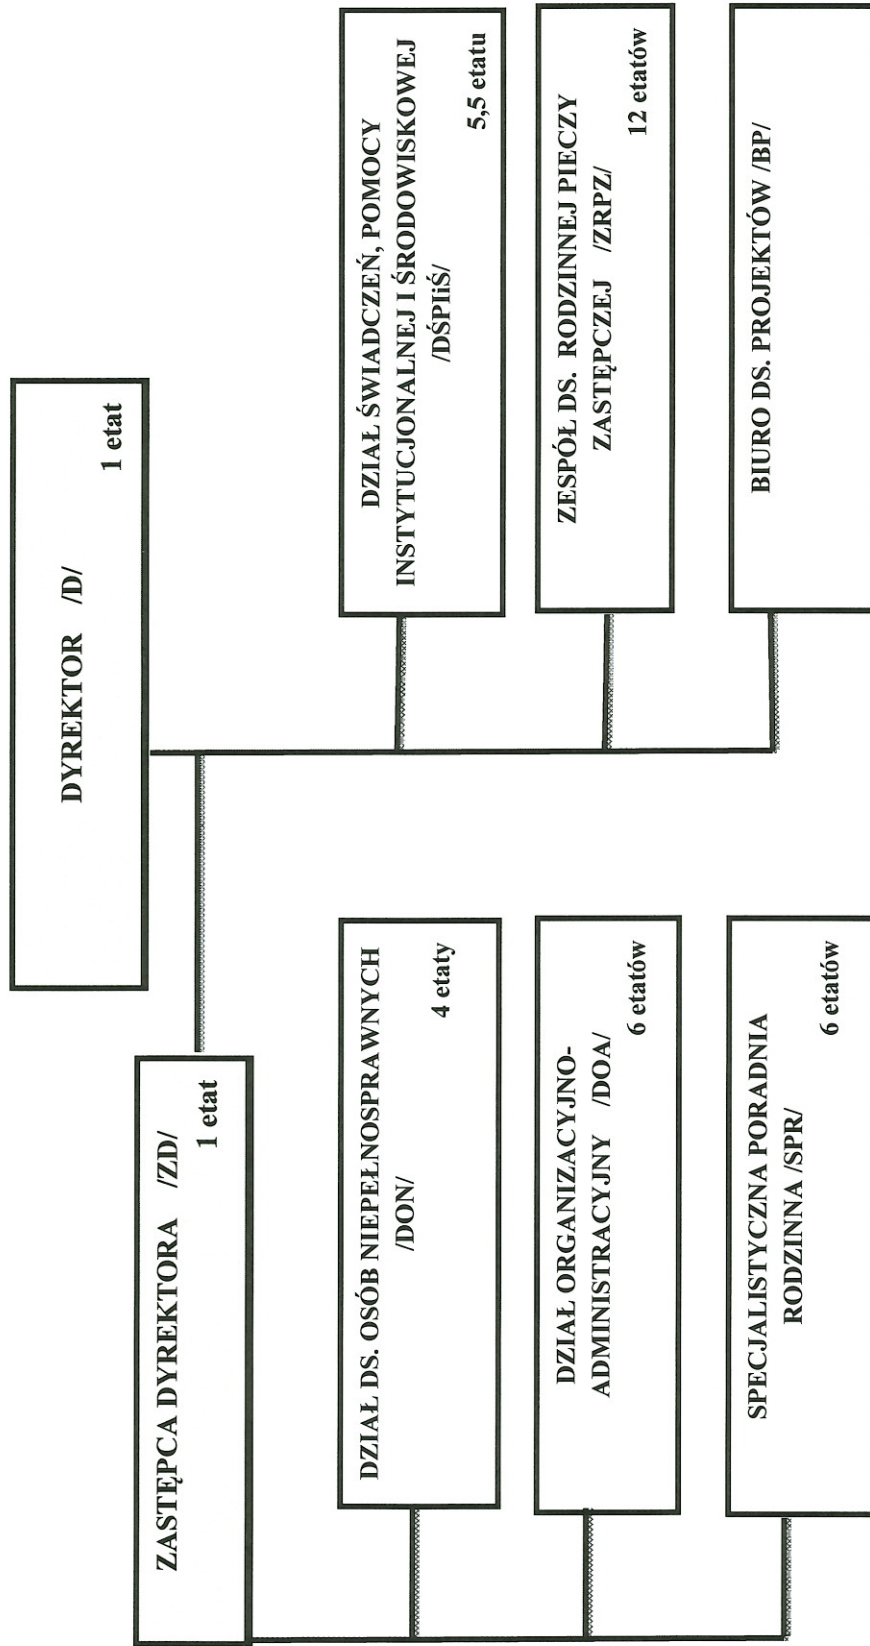 DYREKTOR /D/
1 etat
ZASTĘPCA DYREKTORA /ZD/
1 etat
DZIAŁ DS. OSÓB NIEPEŁNOSPRAWNYCH
/DON/
4 etaty
DZIAŁ ORGANIZACYJNO-
ADMINISTRACYJNY /DOA/
6 etatów
SPECJALISTYCZNA PORADNIA
RODZINNA /SPR/
6 etatów
DZIAŁ ŚWIADCZEŃ, POMOCY
INSTYTUCJONALNEJ I ŚRODOWISKOWEJ
/DŚPIiŚ/
5,5 etatu
ZESPÓŁ DS. RODZINNEJ PIECZY
ZASTĘPCZEJ /ZRPZ/
12 etatów
BIURO DS. PROJEKTÓW /BP/